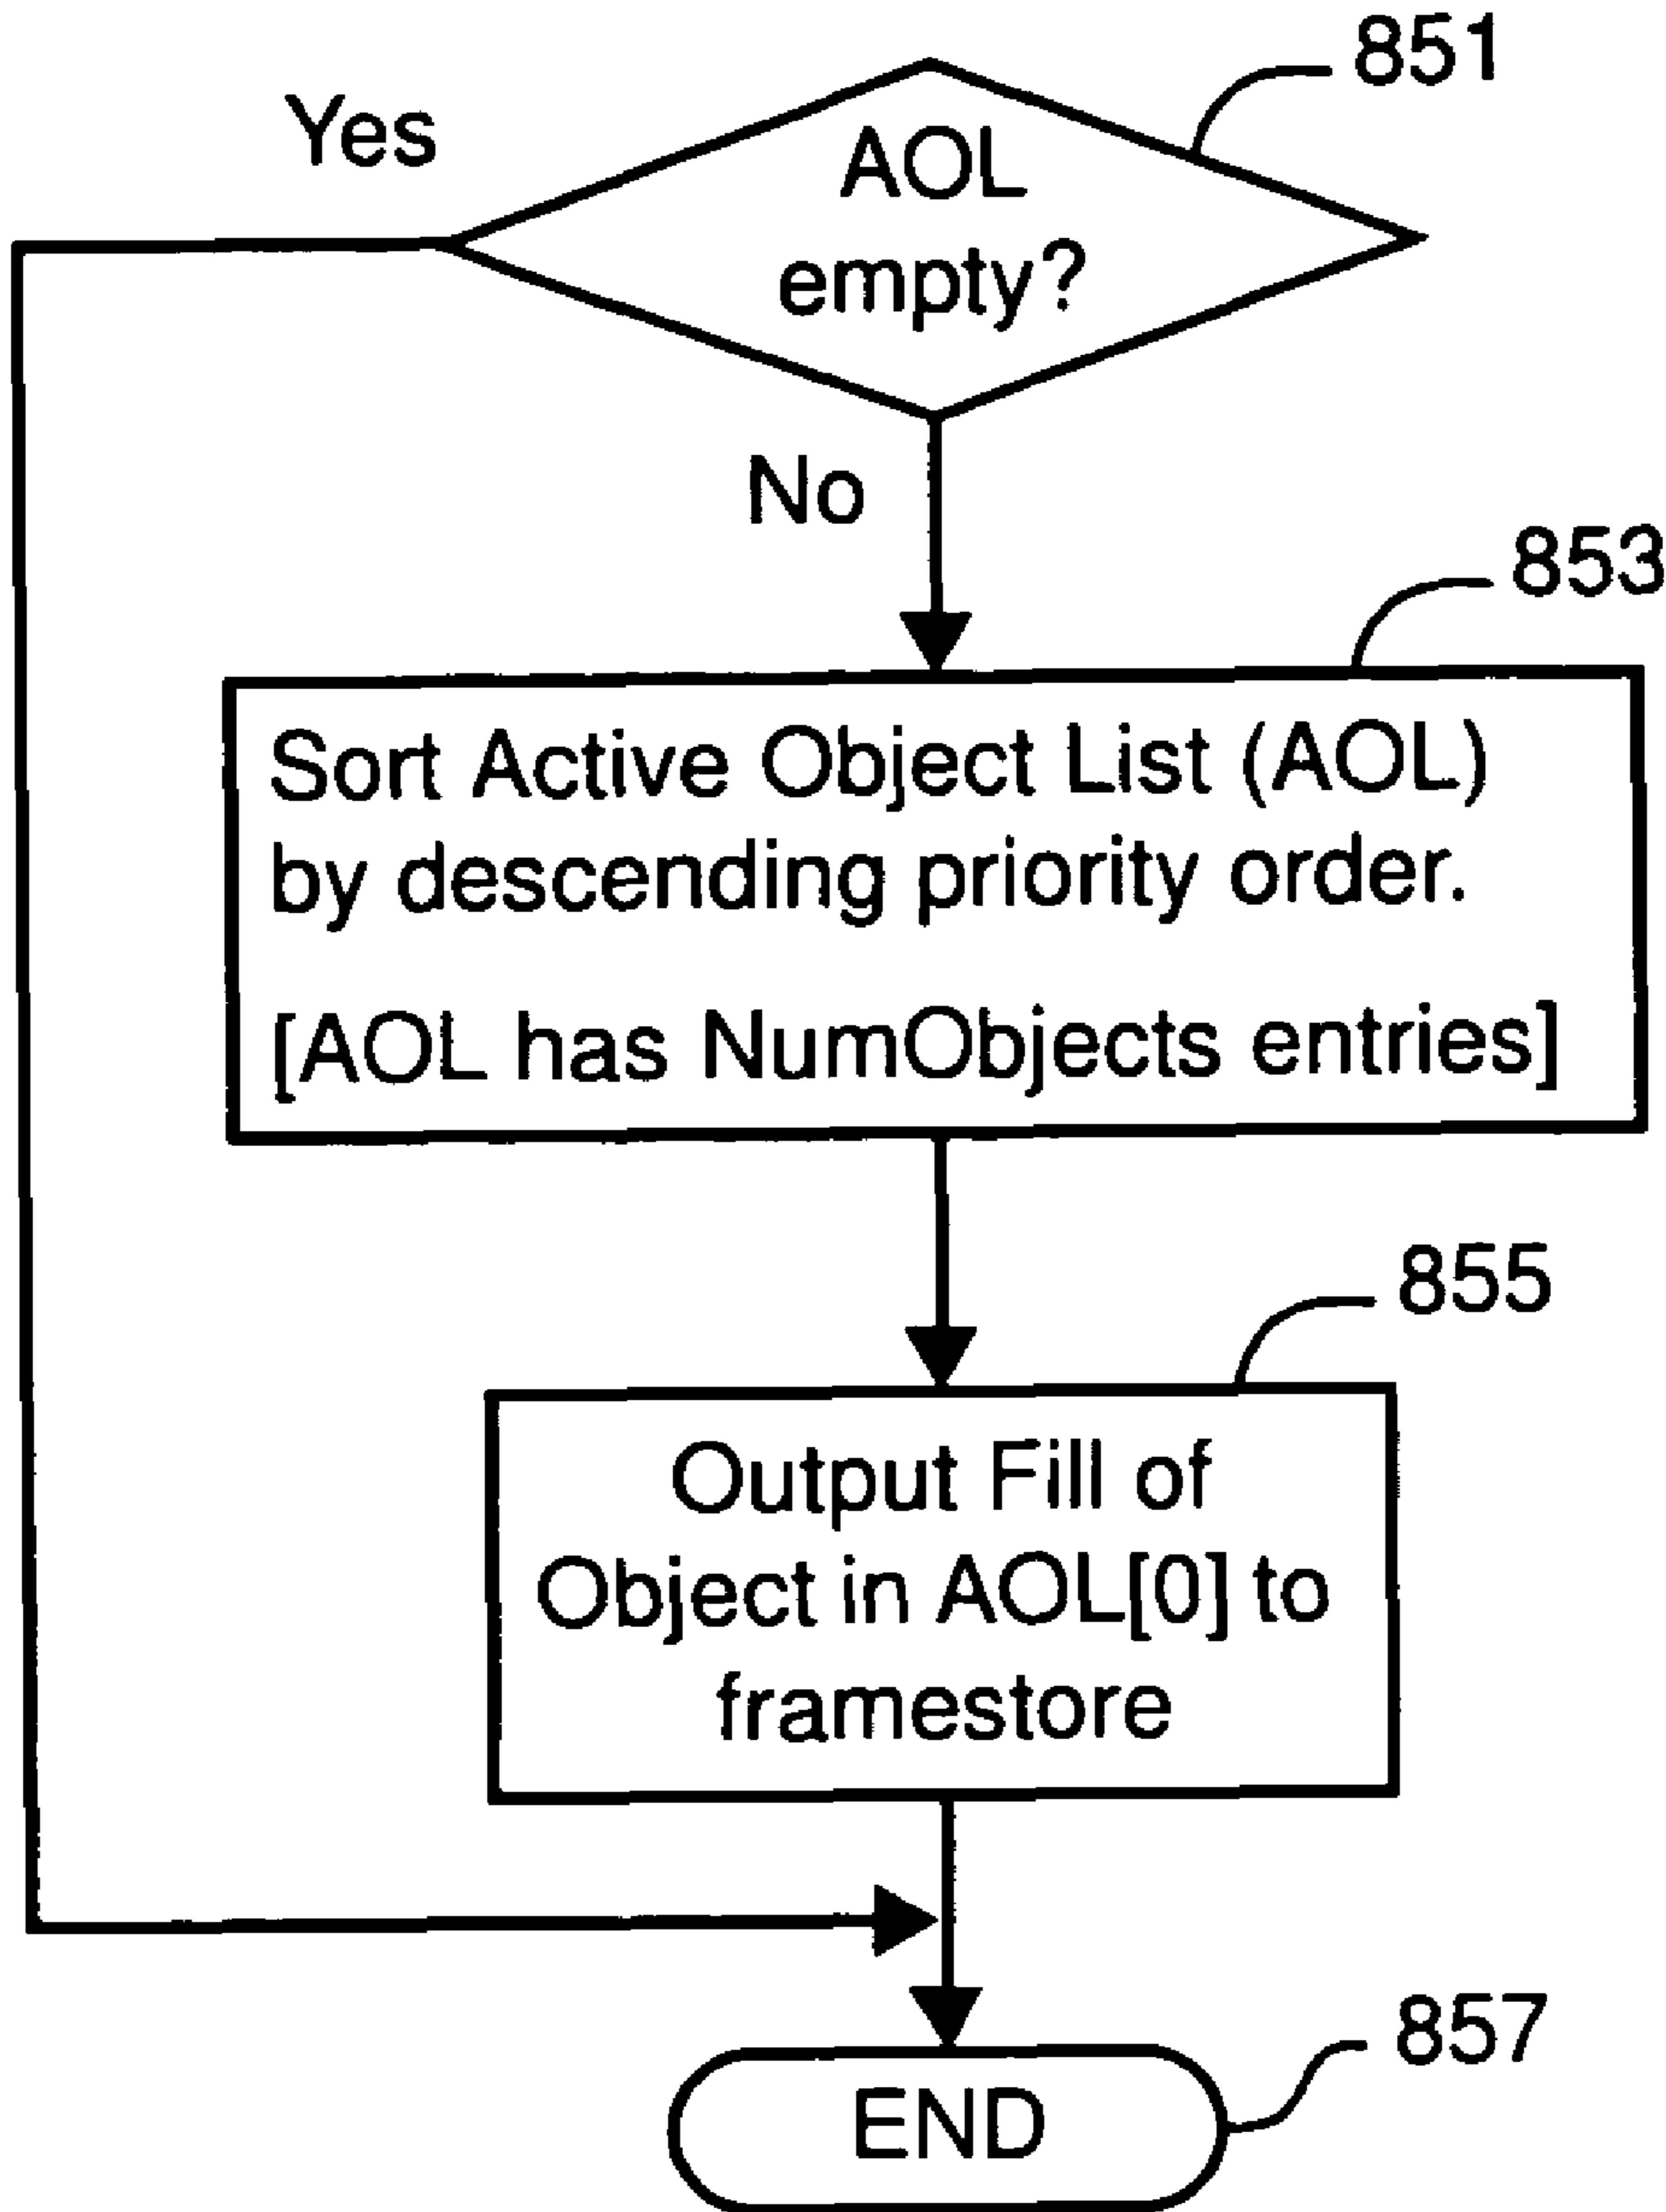 851
Yes
AOL
empty?
No
853
Sort Active Object List (AOL)
by descending priority order.
[AOL has NumObjects entries]
855
Output Fill of
Object in AOL[0] to
framestore
857
END